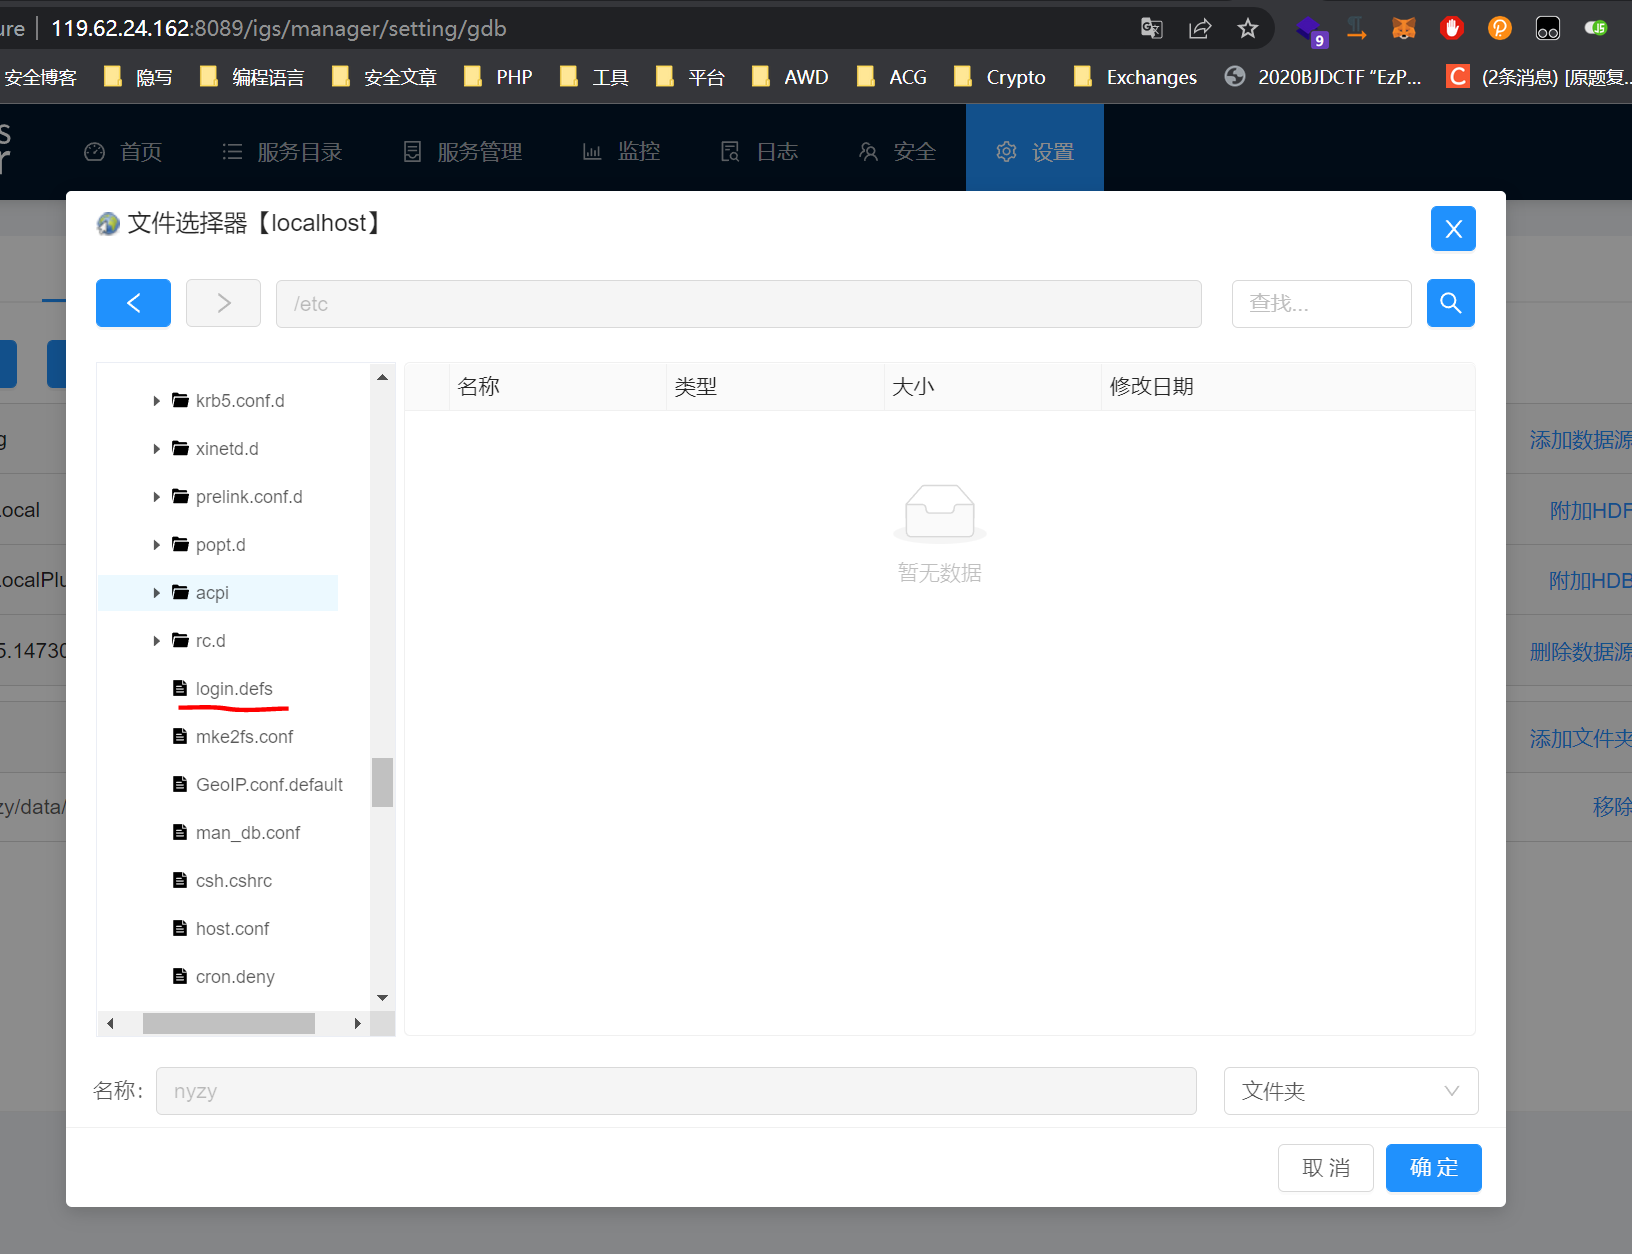 ure 119.62.24.162:8089/igs/manager/setting/gdb
9
安全博客 隐写 编程语言 安全文章 PHP 工具 平台 AWD ACG Crypto Exchanges 2020BJDCTF “EzP... (2条消息) [原题复...
s
r
首页 服务目录 服务管理 监控 日志 安全 设置
文件选择器【localhost】
X
/etc
查找...
名称 类型 大小 修改日期
krb5.conf.d
xinetd.d
prelink.conf.d
popt.d
acpi
rc.d
login.defs
mke2fs.conf
GeoIP.conf.default
man_db.conf
csh.cshrc
host.conf
cron.deny
暂无数据
g 添加数据源
Local 附加HDF
LocalPlu 附加HDB
5.14730 删除数据源
添加文件夹
zy/data/ 移除
名称: nyzy 文件夹
取消 确定